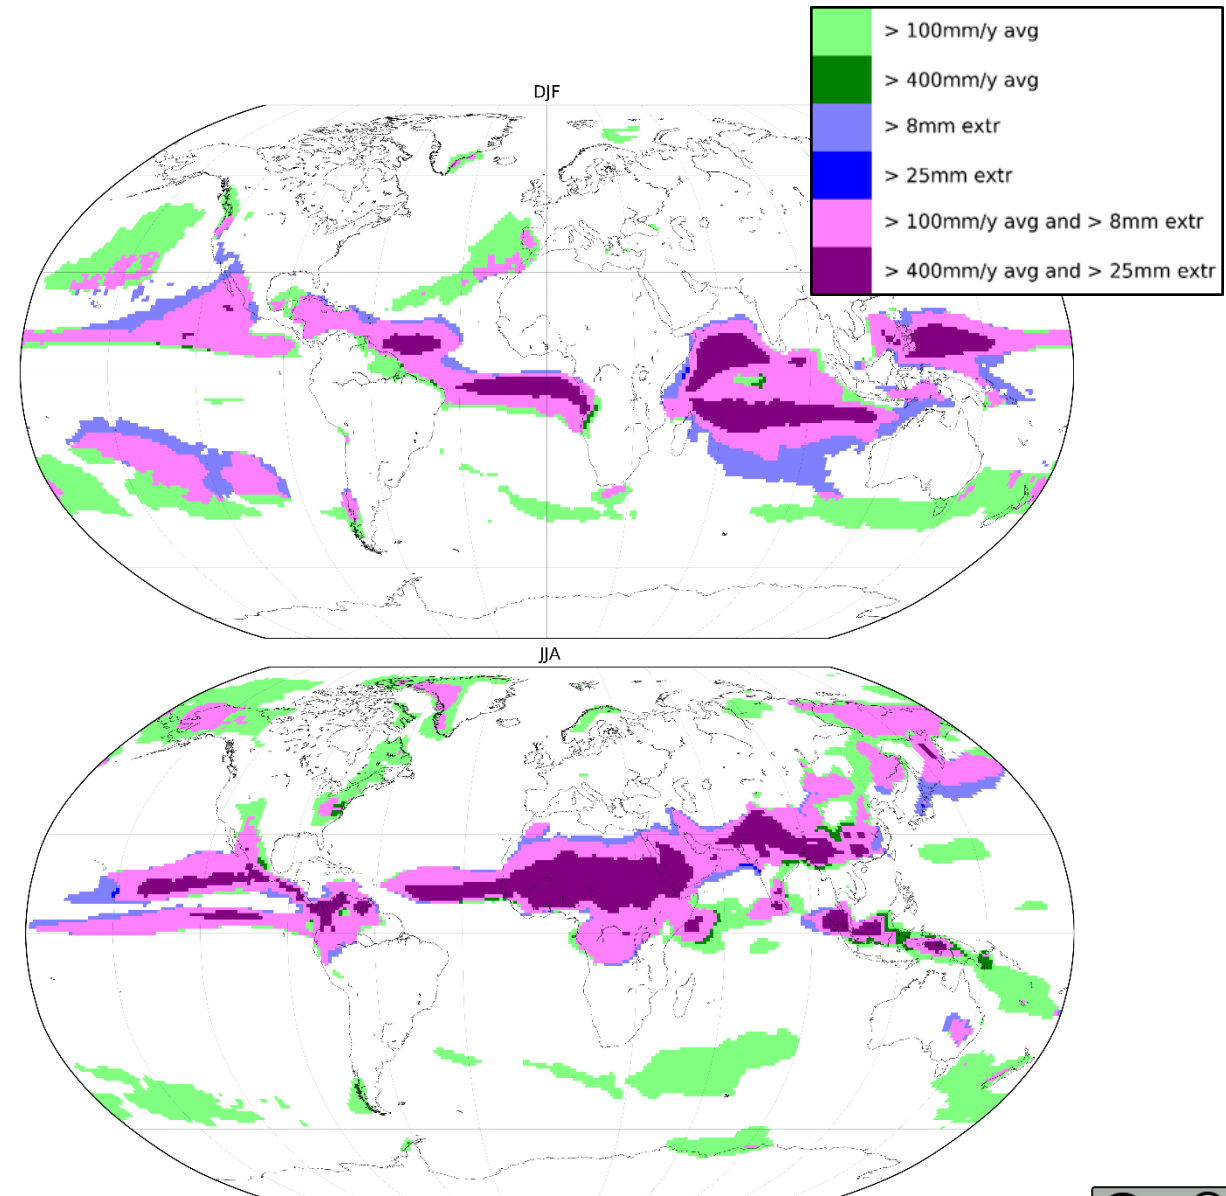 > 100mm/y avg
> 400mm/y avg
> 8mm extr
> 25mm extr
> 100mm/y avg and > 8mm extr
> 400mm/y avg and > 25mm extr
DJF
JJA